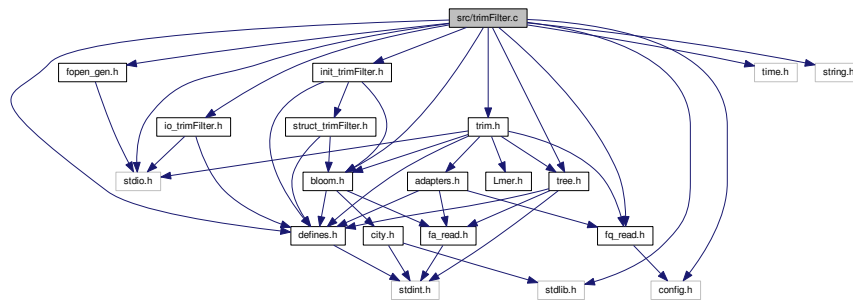 src/trimFilter.c
fopen_gen.h
init_trimFilter.h
time.h
string.h
io_trimFilter.h
struct_trimFilter.h
trim.h
stdio.h
bloom.h
adapters.h
Lmer.h
tree.h
defines.h
city.h
fa_read.h
fq_read.h
stdint.h
stdlib.h
config.h